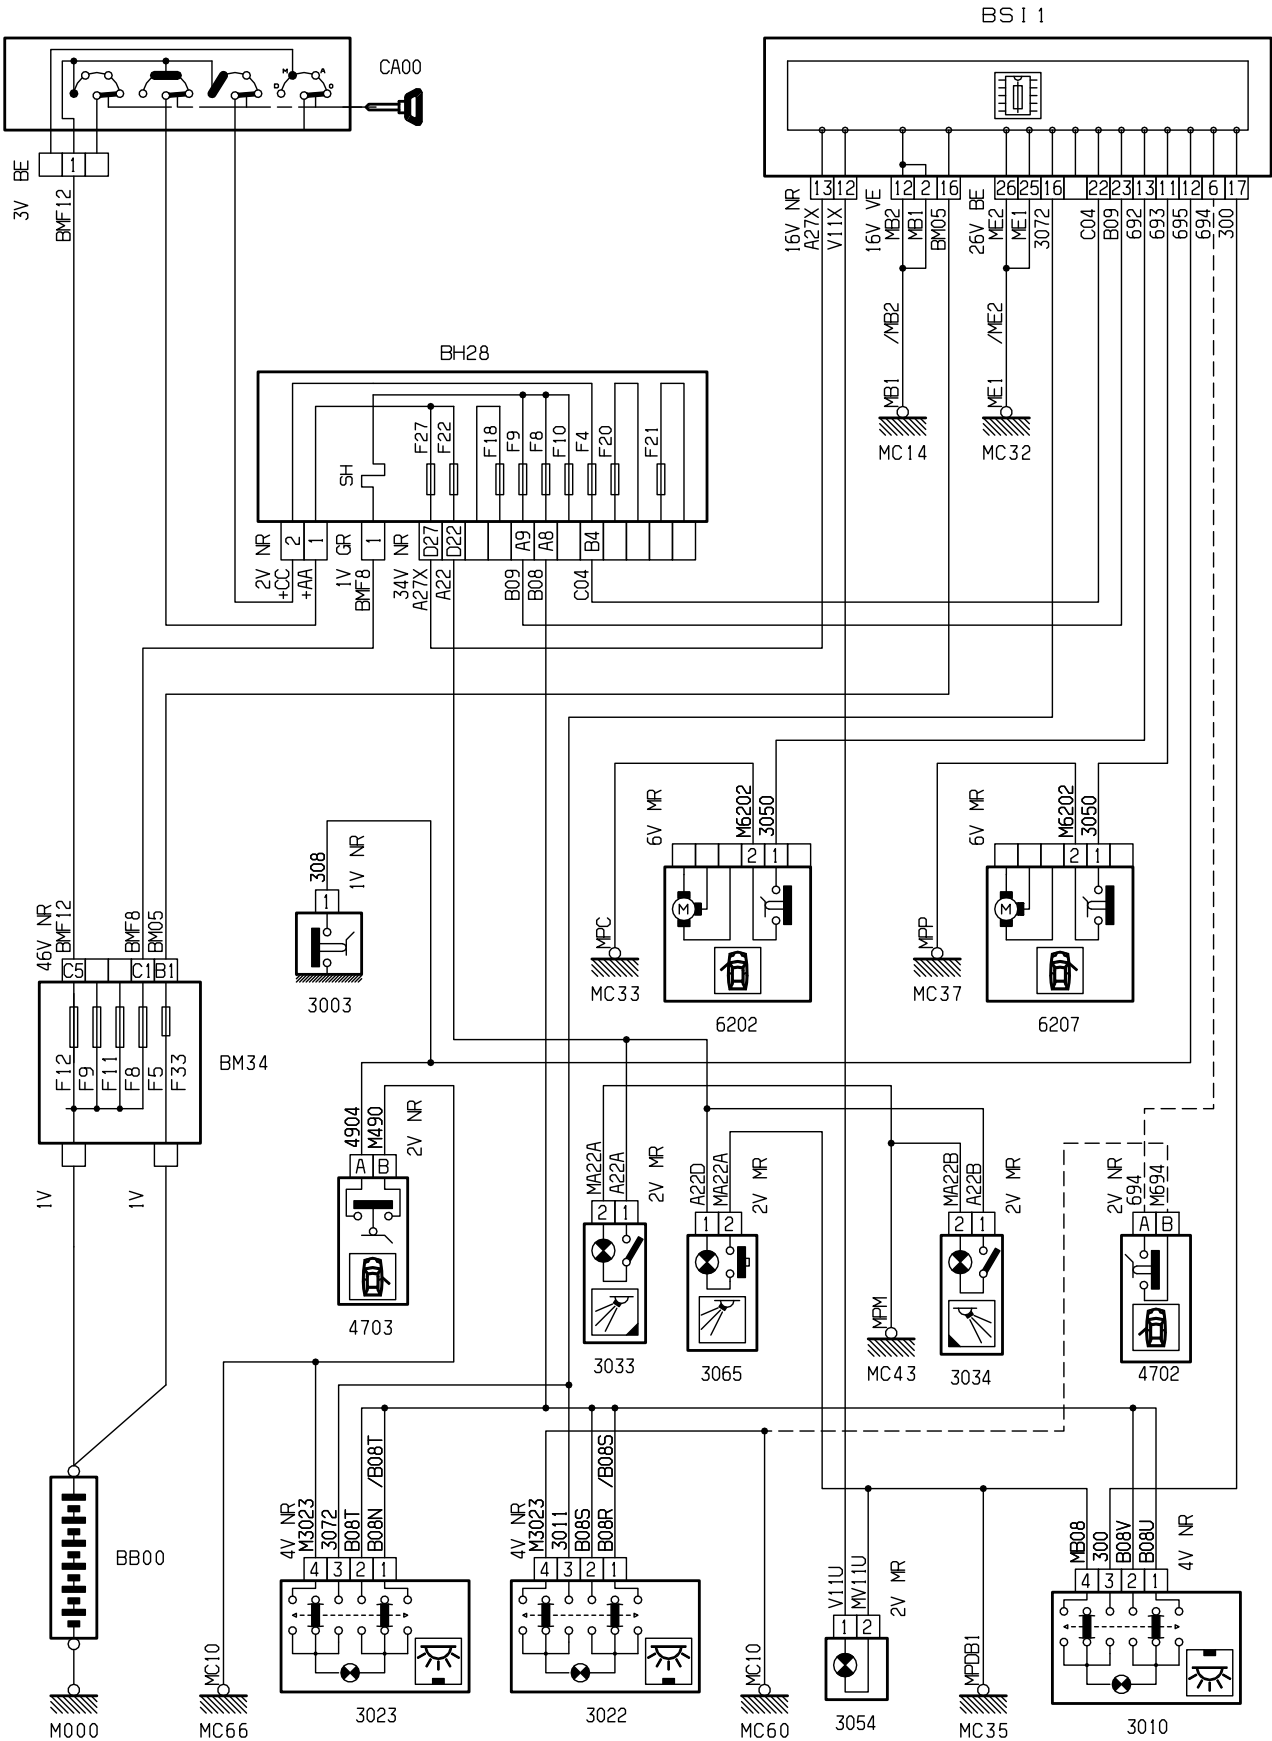 BSI 1
CA00
M
A
D
O
3V BE
1
BMF12
13
12
12
2
16
26
25
16
22
23
13
11
12
6
17
16V NR
A27X
V11X
16V VE
MB2
MB1
BM05
26V BE
ME2
ME1
3072
C04
B09
692
693
695
694
300
/MB2
/ME2
MB1
ME1
MC14
MC32
BH28
SH
F27
F22
F18
F9
F8
F10
F4
F20
F21
2
1
1
D27
D22
A9
A8
B4
2V NR
+CC
+AA
1V GR
BMF8
34V NR
A27X
A22
B09
B08
C04
6V MR
M6202
3050
2
1
M
MPC
MC33
6202
6V MR
M6202
3050
2
1
M
MPP
MC37
6207
308
1V NR
1
3003
46V NR
BMF12
BMF8
BM05
C5
C1
B1
F12
F9
F11
F8
F5
F33
BM34
1V
1V
4904
M490
2V NR
A
B
4703
MA22A
A22A
2V MR
2
1
3033
A22D
MA22A
2V MR
1
2
3065
MPM
MC43
MA22B
A22B
2V MR
2
1
3034
2V NR
694
M694
A
B
4702
BB00
M000
MC10
MC66
4V NR
M3023
3072
B08T
B08N
/B08T
4
3
2
1
3023
4V NR
M3023
3011
B08S
B08R
/B08S
4
3
2
1
3022
MC10
MC60
V11U
MV11U
2V MR
1
2
3054
MPDB1
MC35
MB08
300
B08V
B08U
4V NR
4
3
2
1
3010